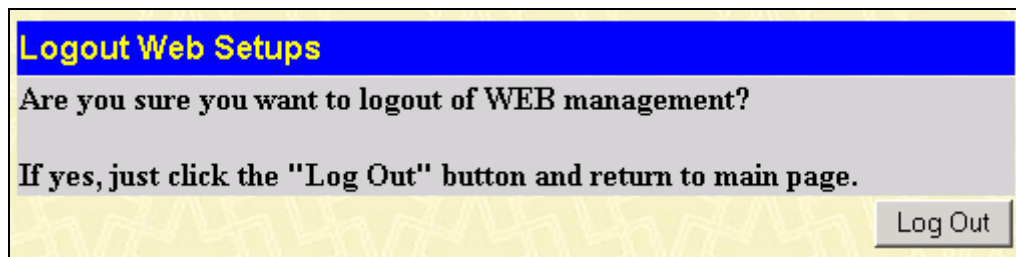 Logout Web Setups
Are you sure you want to logout of WEB management?
If yes, just click the "Log Out" button and return to main page.
Log Out